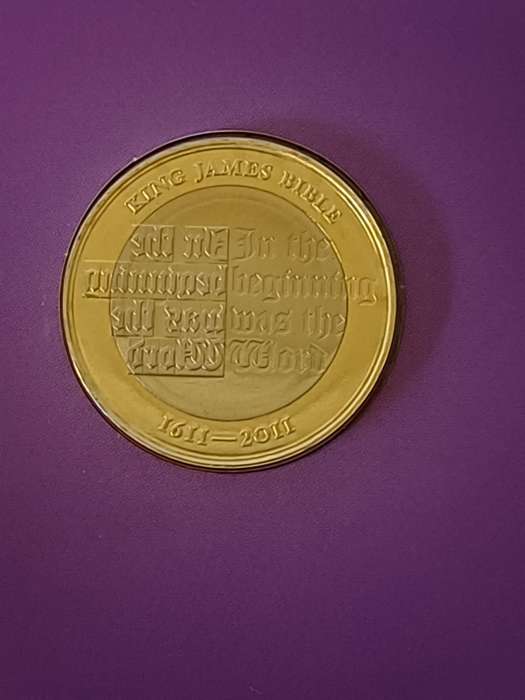 KING JAMES BIBLE
In the
beginning
was the
Word
1611—2011